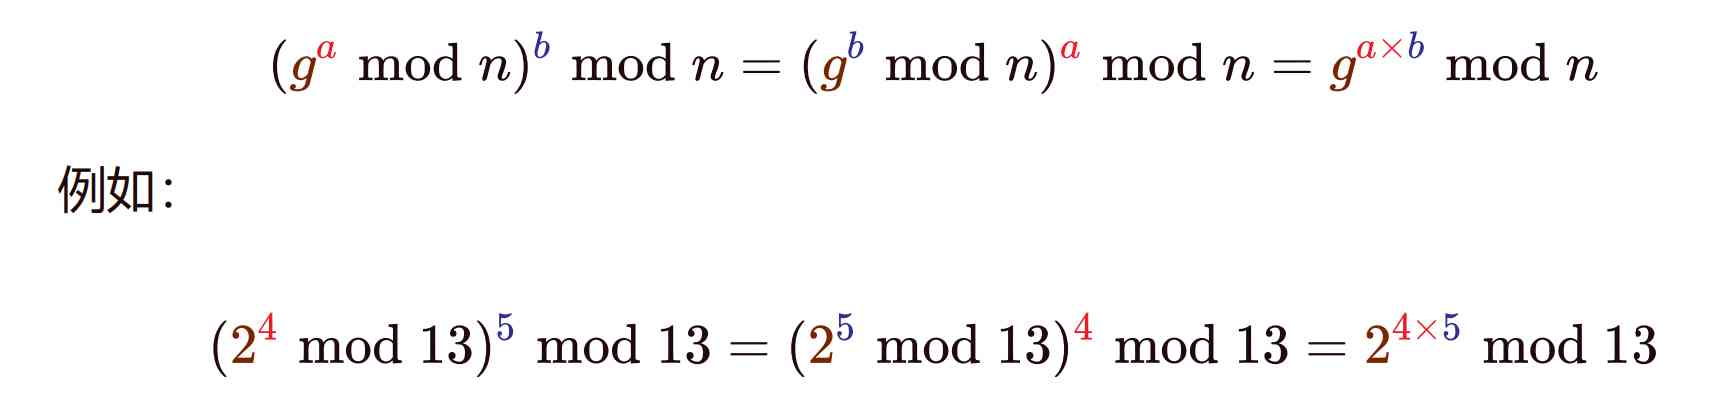 (g^a mod n)^b mod n = (g^b mod n)^a mod n = g^{a×b} mod n
例如：
(2^4 mod 13)^5 mod 13 = (2^5 mod 13)^4 mod 13 = 2^{4×5} mod 13